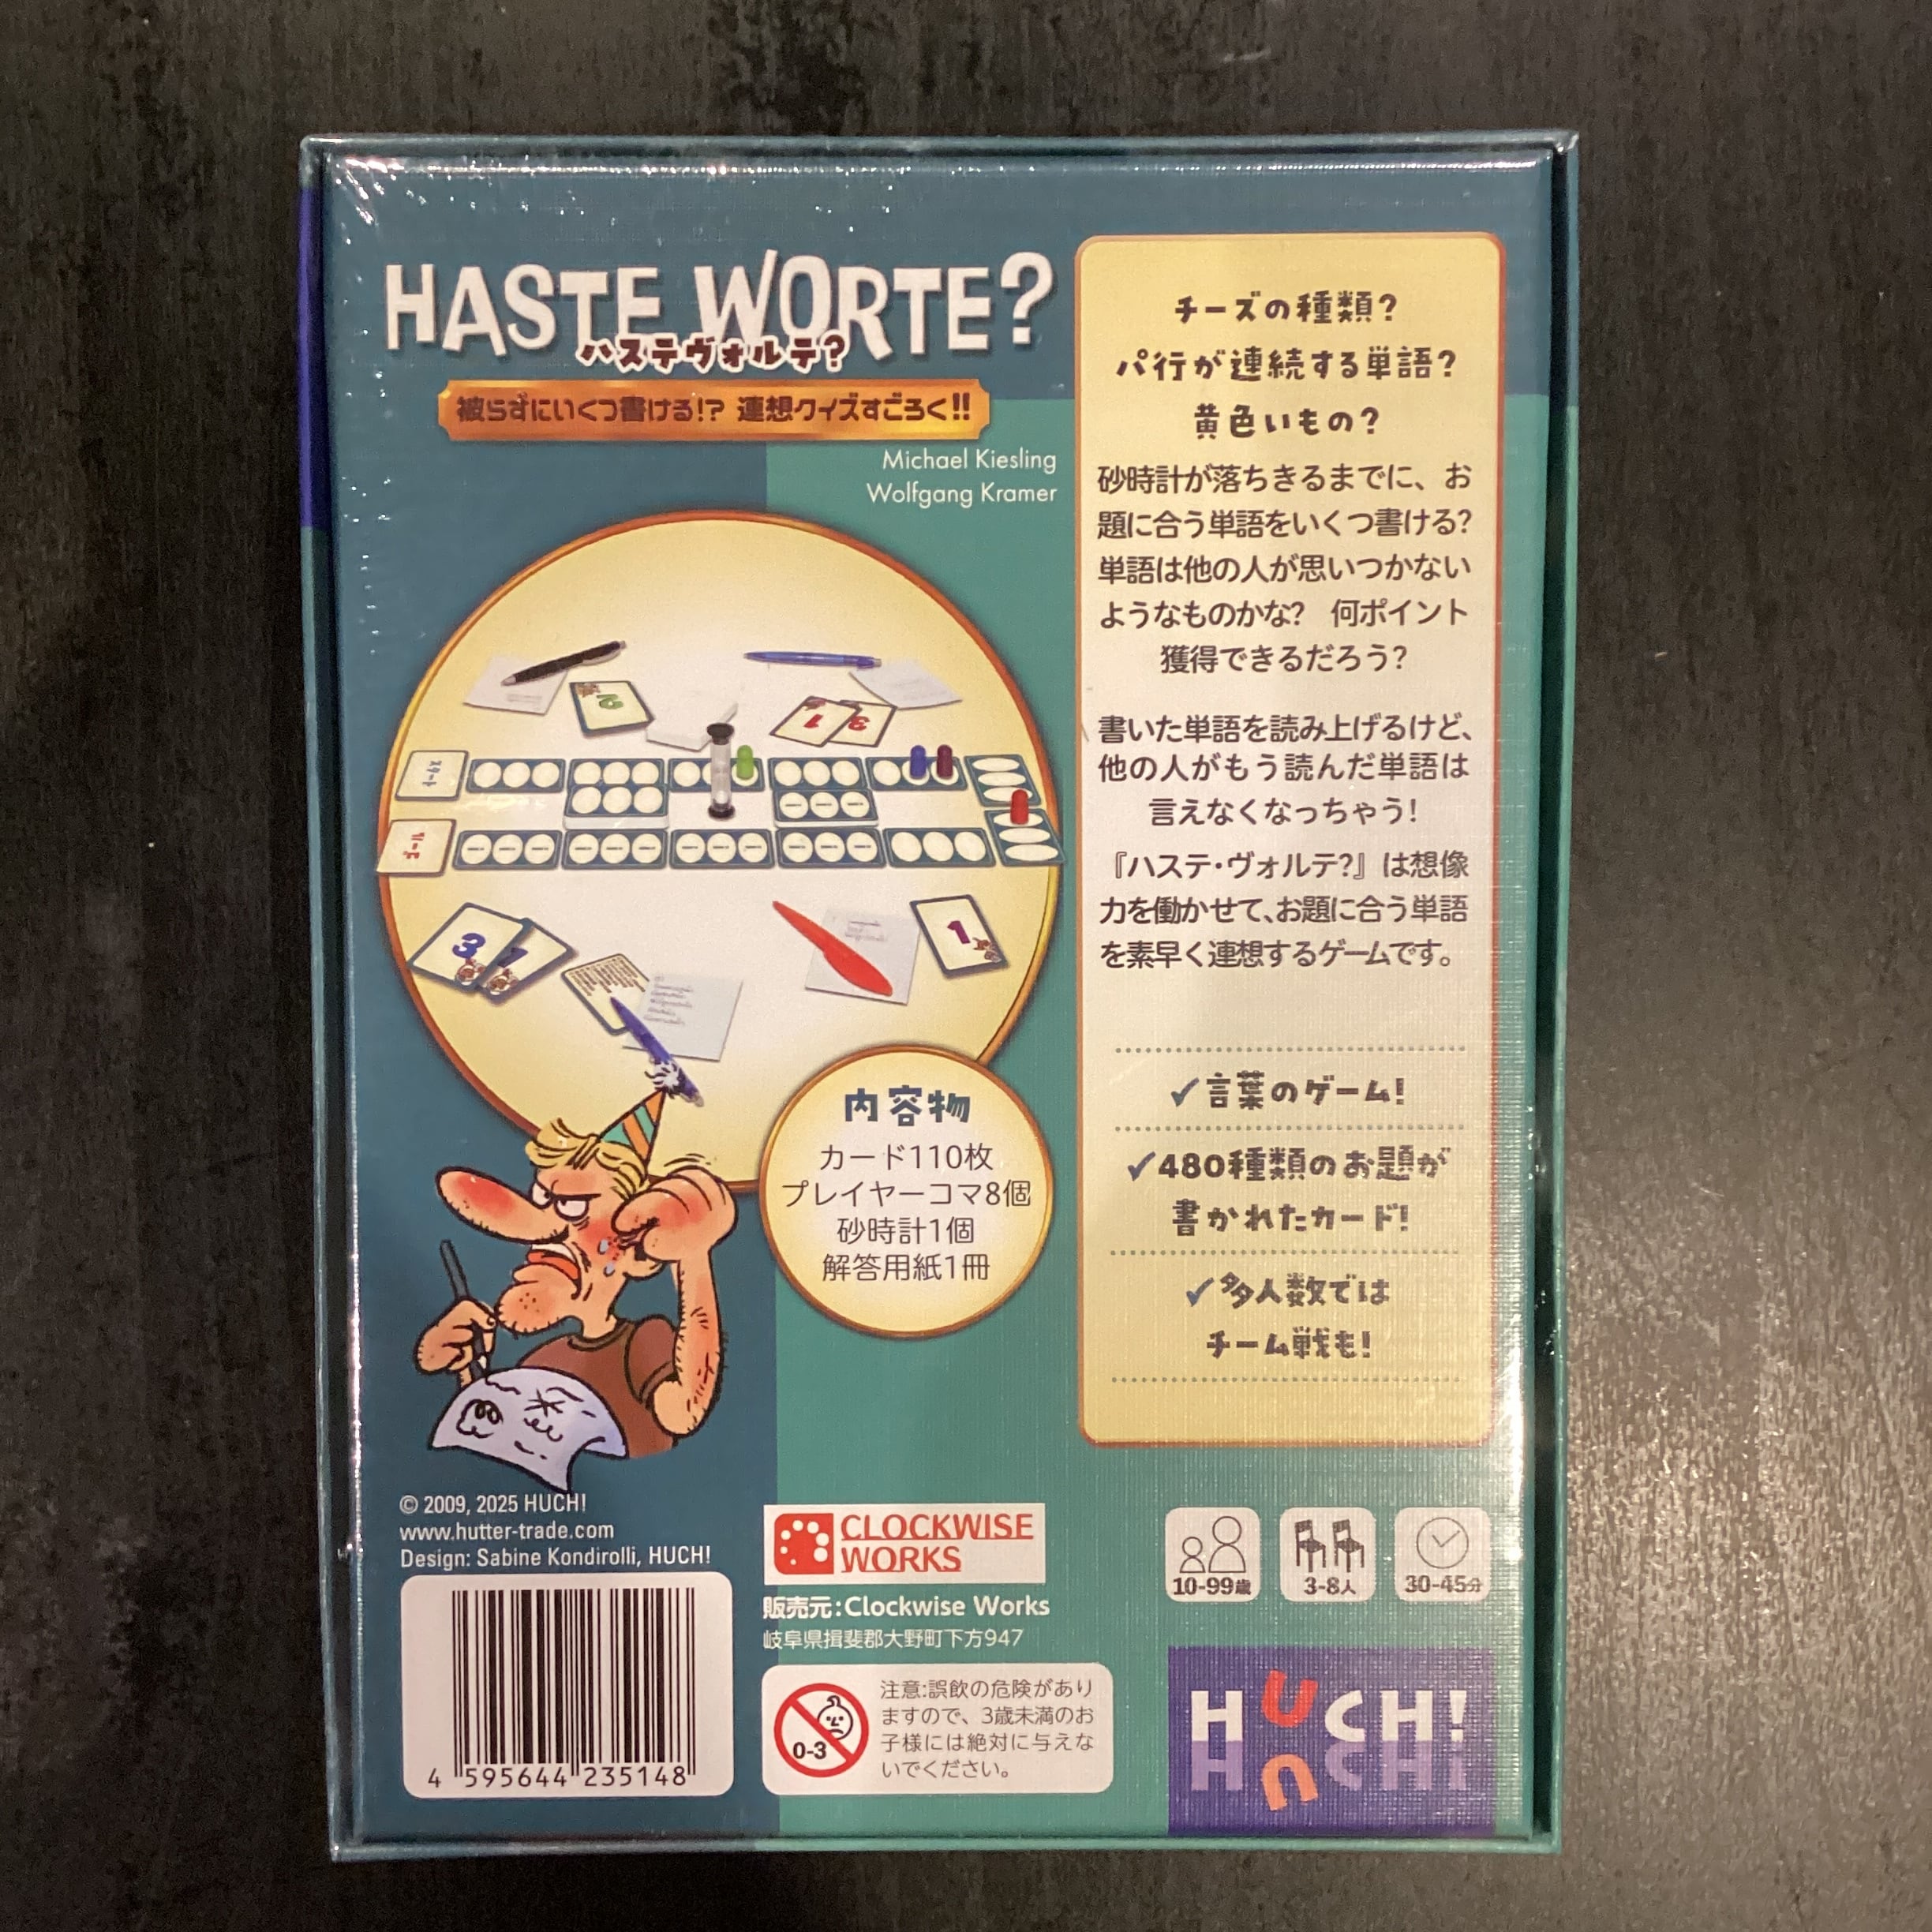 HASTE WORTE?
ハステヴォルテ?
被らずにいくつ書ける!? 連想クイズすごろく!!
Michael Kiesling
Wolfgang Kramer
スタート
ゴール
2
1
3
3
1
1
内容物
カード110枚
プレイヤーコマ8個
砂時計1個
解答用紙1冊
チーズの種類?
パ行が連続する単語?
黄色いもの?
砂時計が落ちきるまでに、お
題に合う単語をいくつ書ける?
単語は他の人が思いつかない
ようなものかな? 何ポイント
獲得できるだろう?
書いた単語を読み上げるけど、
他の人がもう読んだ単語は
言えなくなっちゃう!
『ハステ・ヴォルテ?』は想像
力を働かせて、お題に合う単語
を素早く連想するゲームです。
✓言葉のゲーム!
✓480種類のお題が
書かれたカード!
✓多人数では
チーム戦も!
© 2009, 2025 HUCH!
www.hutter-trade.com
Design: Sabine Kondirolli, HUCH!
4 595644 235148
CLOCKWISE
WORKS
販売元:Clockwise Works
岐阜県揖斐郡大野町下方947
0-3
注意:誤飲の危険があり
ますので、3歳未満のお
子様には絶対に与えな
いでください。
10-99歳
3-8人
30-45分
HUCH!